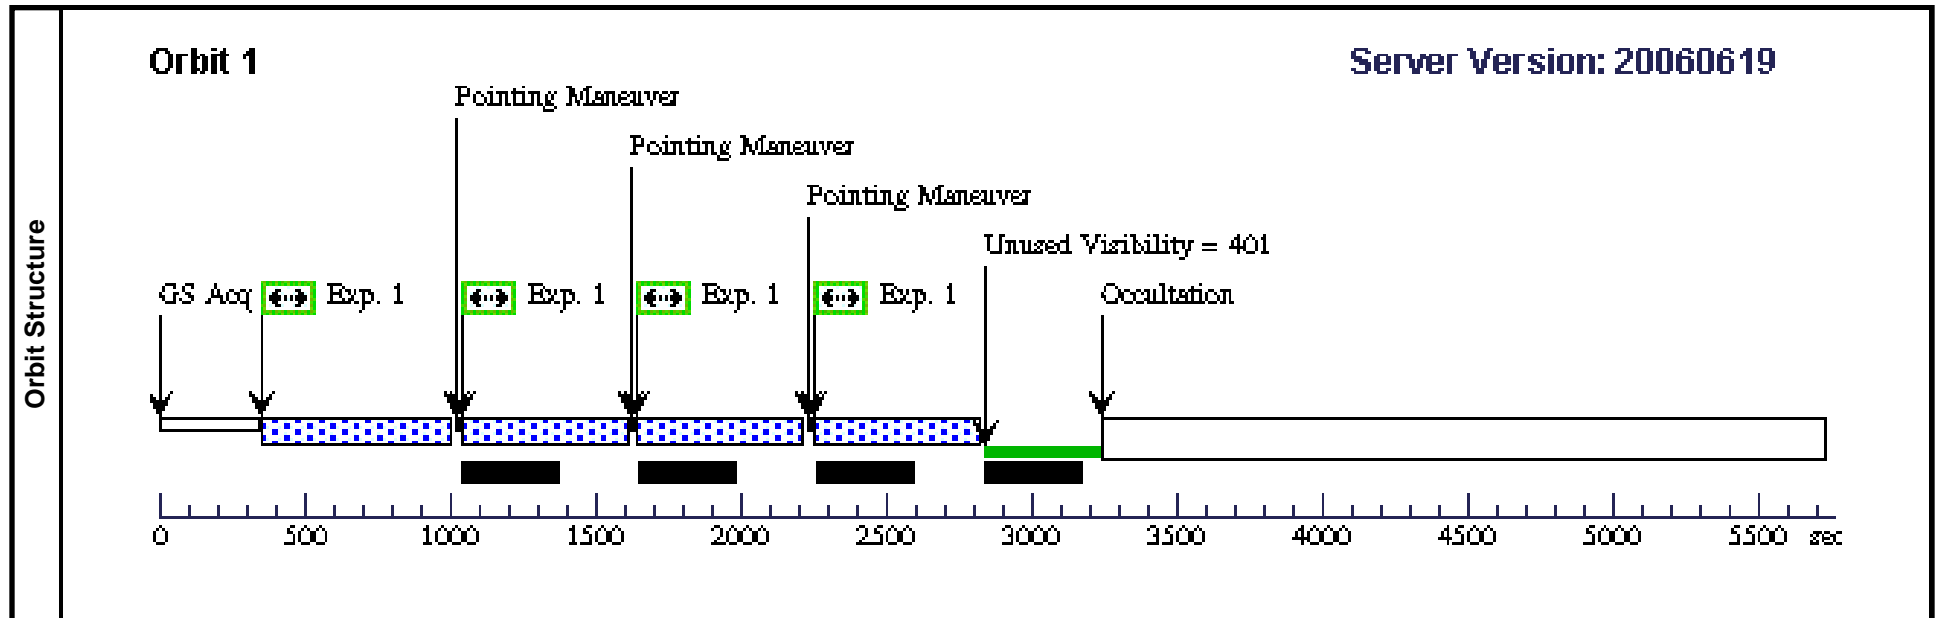 Orbit Structure
Orbit 1
Server Version: 20060619
Pointing Maneuver
Pointing Maneuver
Pointing Maneuver
Unused Visibility = 401
GS Acq Exp. 1 Exp. 1 Exp. 1 Exp. 1 Occultation
0 500 1000 1500 2000 2500 3000 3500 4000 4500 5000 5500 sec